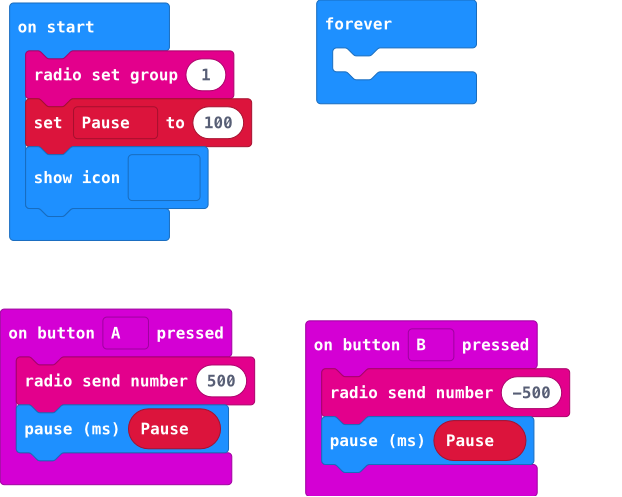 on start
radio set group 1
set Pause to 100
show icon
forever
on button A pressed
radio send number 500
pause (ms) Pause
on button B pressed
radio send number -500
pause (ms) Pause